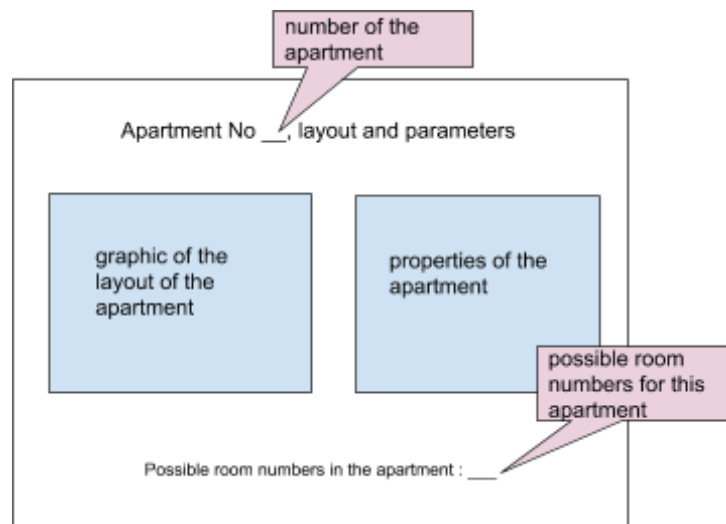 number of the
apartment
Apartment No __, layout and parameters
graphic of the
layout of the
apartment
properties of the
apartment
possible room
numbers for this
apartment
Possible room numbers in the apartment : ___